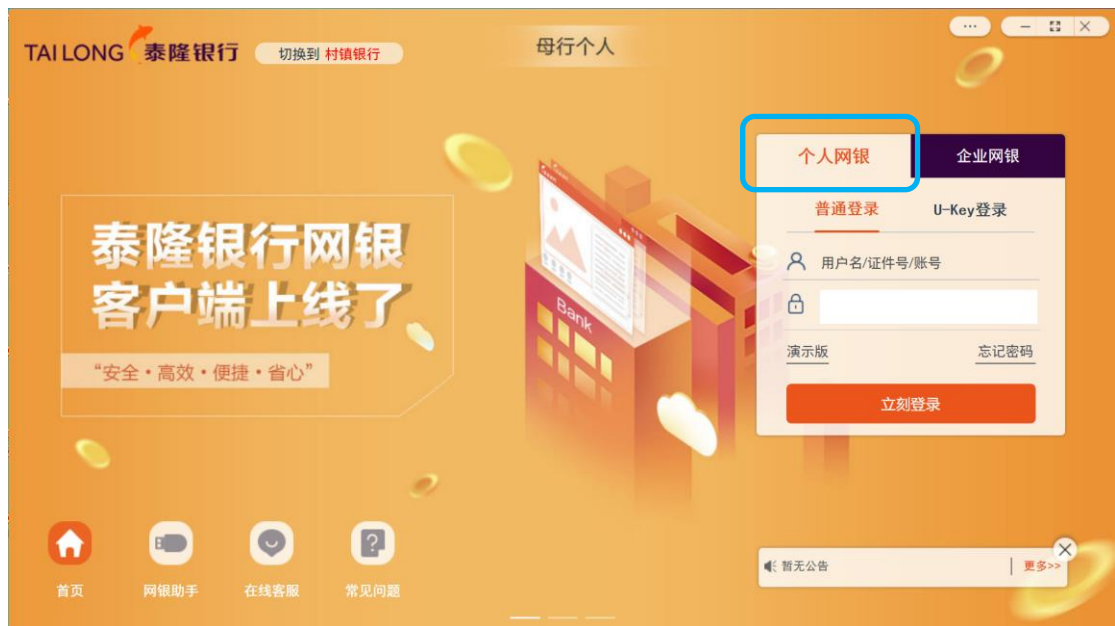 TAILONG 泰隆银行
切换到 村镇银行
母行个人
个人网银
企业网银
普通登录
U-Key登录
用户名/证件号/账号
演示版
忘记密码
立刻登录
泰隆银行网银
客户端上线了
“安全·高效·便捷·省心”
Bank
首页
网银助手
在线客服
常见问题
暂无公告
更多>>